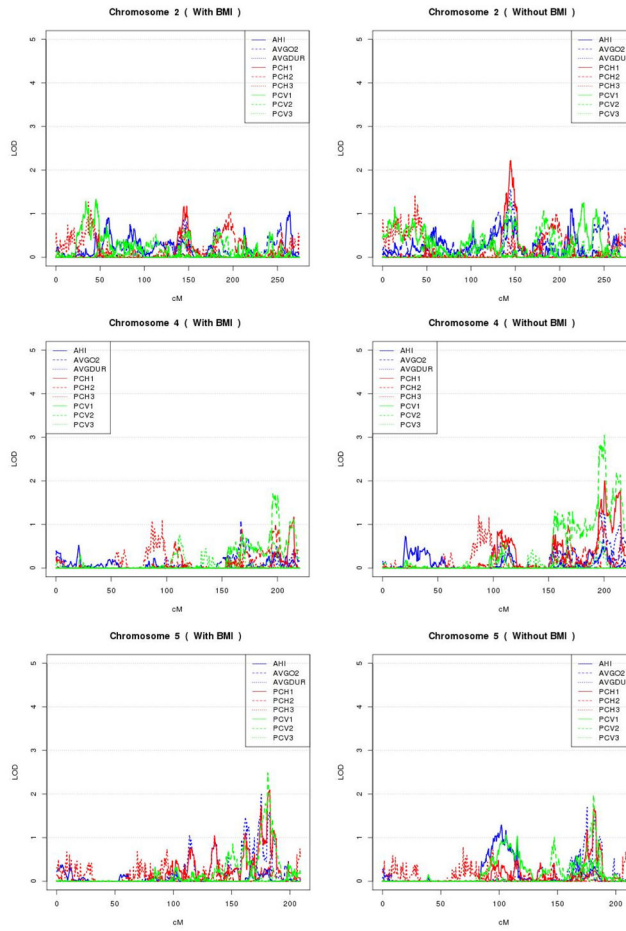 Chromosome 2 ( With BMI )
5
4
3
2
1
0
LOD
AHI
AVGO2
AVGDUR
PCH1
PCH2
PCH3
PCV1
PCV2
PCV3
0 50 100 150 200 250
cM
Chromosome 2 ( Without BMI )
5
4
3
2
1
0
LOD
AHI
AVGO2
AVGDUR
PCH1
PCH2
PCH3
PCV1
PCV2
PCV3
0 50 100 150 200 250
cM
Chromosome 4 ( With BMI )
5
4
3
2
1
0
LOD
AHI
AVGO2
AVGDUR
PCH1
PCH2
PCH3
PCV1
PCV2
PCV3
0 50 100 150 200
cM
Chromosome 4 ( Without BMI )
5
4
3
2
1
0
LOD
AHI
AVGO2
AVGDUR
PCH1
PCH2
PCH3
PCV1
PCV2
PCV3
0 50 100 150 200
cM
Chromosome 5 ( With BMI )
5
4
3
2
1
0
LOD
AHI
AVGO2
AVGDUR
PCH1
PCH2
PCH3
PCV1
PCV2
PCV3
0 50 100 150 200
cM
Chromosome 5 ( Without BMI )
5
4
3
2
1
0
LOD
AHI
AVGO2
AVGDUR
PCH1
PCH2
PCH3
PCV1
PCV2
PCV3
0 50 100 150 200
cM